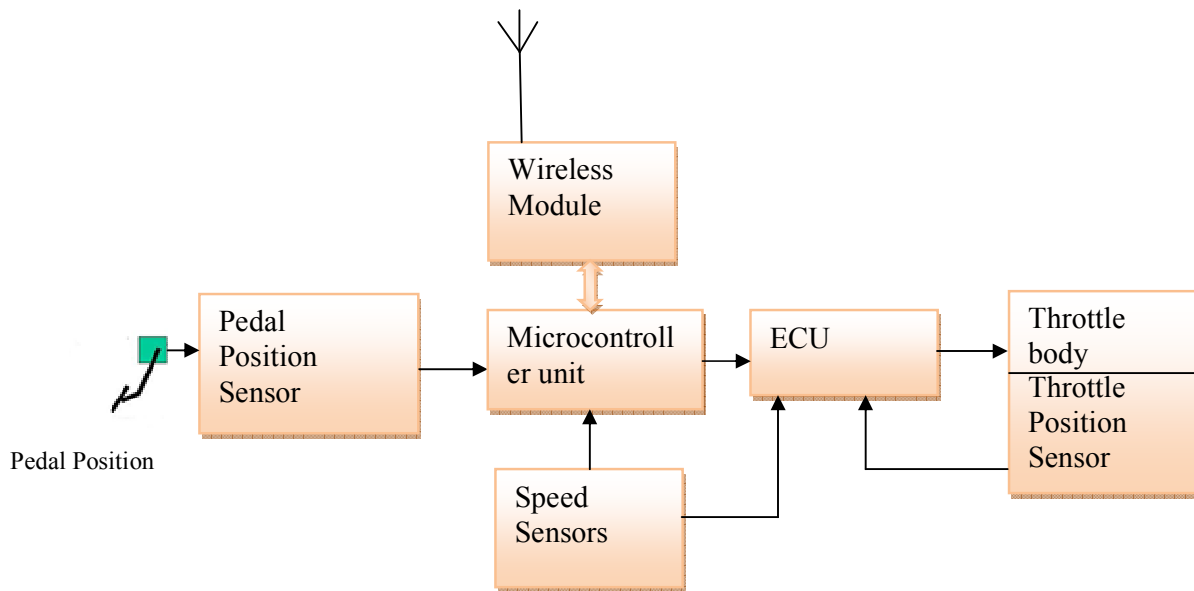 Wireless
Module
Pedal
Position
Sensor
Microcontroll
er unit
ECU
Throttle
body
Throttle
Position
Sensor
Pedal Position
Speed
Sensors